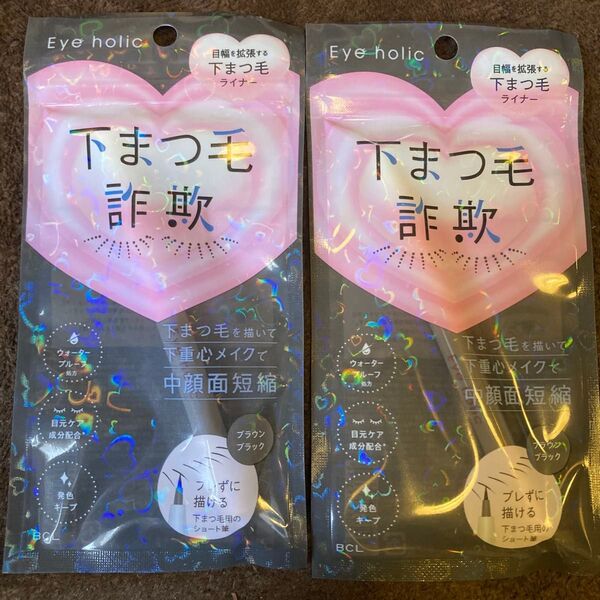 Eye holic
目幅を拡張する
下まつ毛
ライナー
下まつ毛
詐欺
下まつ毛を描いて
下重心メイクで
中顔面短縮
ウォーター
プルーフ
処方
目元ケア
成分配合
発色
キープ
ブラウン
ブラック
ブレずに
描ける
下まつ毛用の
ショート筆
BCL
Eye holic
目幅を拡張する
下まつ毛
ライナー
下まつ毛
詐欺
下まつ毛を描いて
下重心メイクで
中顔面短縮
ウォーター
プルーフ
処方
目元ケア
成分配合
発色
キープ
ブラウン
ブラック
ブレずに
描ける
下まつ毛用の
ショート筆
BCL